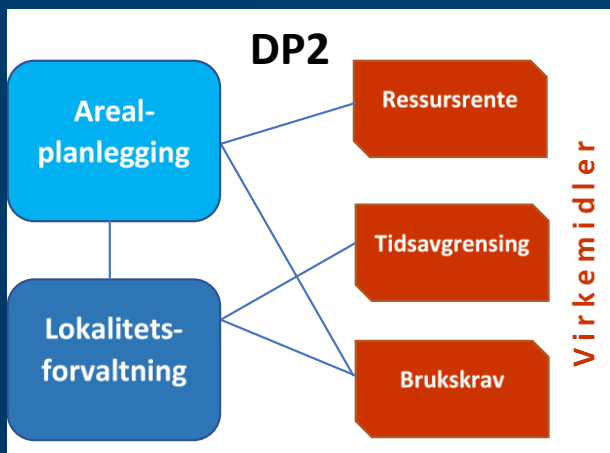 DP2
Areal-
planlegging
Lokalitets-
forvaltning
Ressursrente
Tidsavgrensing
Brukskrav
Virkemidler